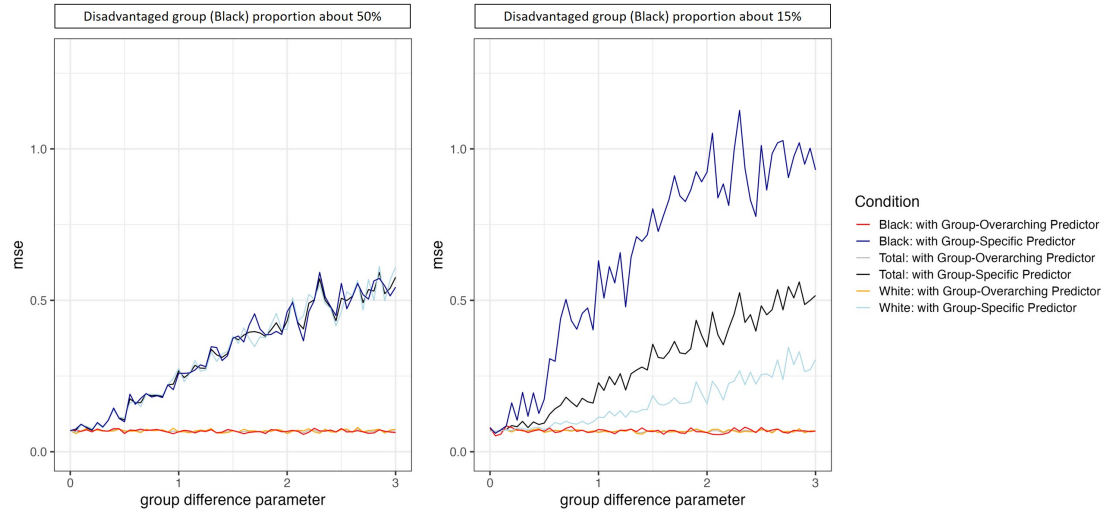 Disadvantaged group (Black) proportion about 50%
Disadvantaged group (Black) proportion about 15%
mse
1.0
0.5
0.0
0
1
2
3
group difference parameter
mse
1.0
0.5
0.0
0
1
2
3
group difference parameter
Condition
Black: with Group-Overarching Predictor
Black: with Group-Specific Predictor
Total: with Group-Overarching Predictor
Total: with Group-Specific Predictor
White: with Group-Overarching Predictor
White: with Group-Specific Predictor